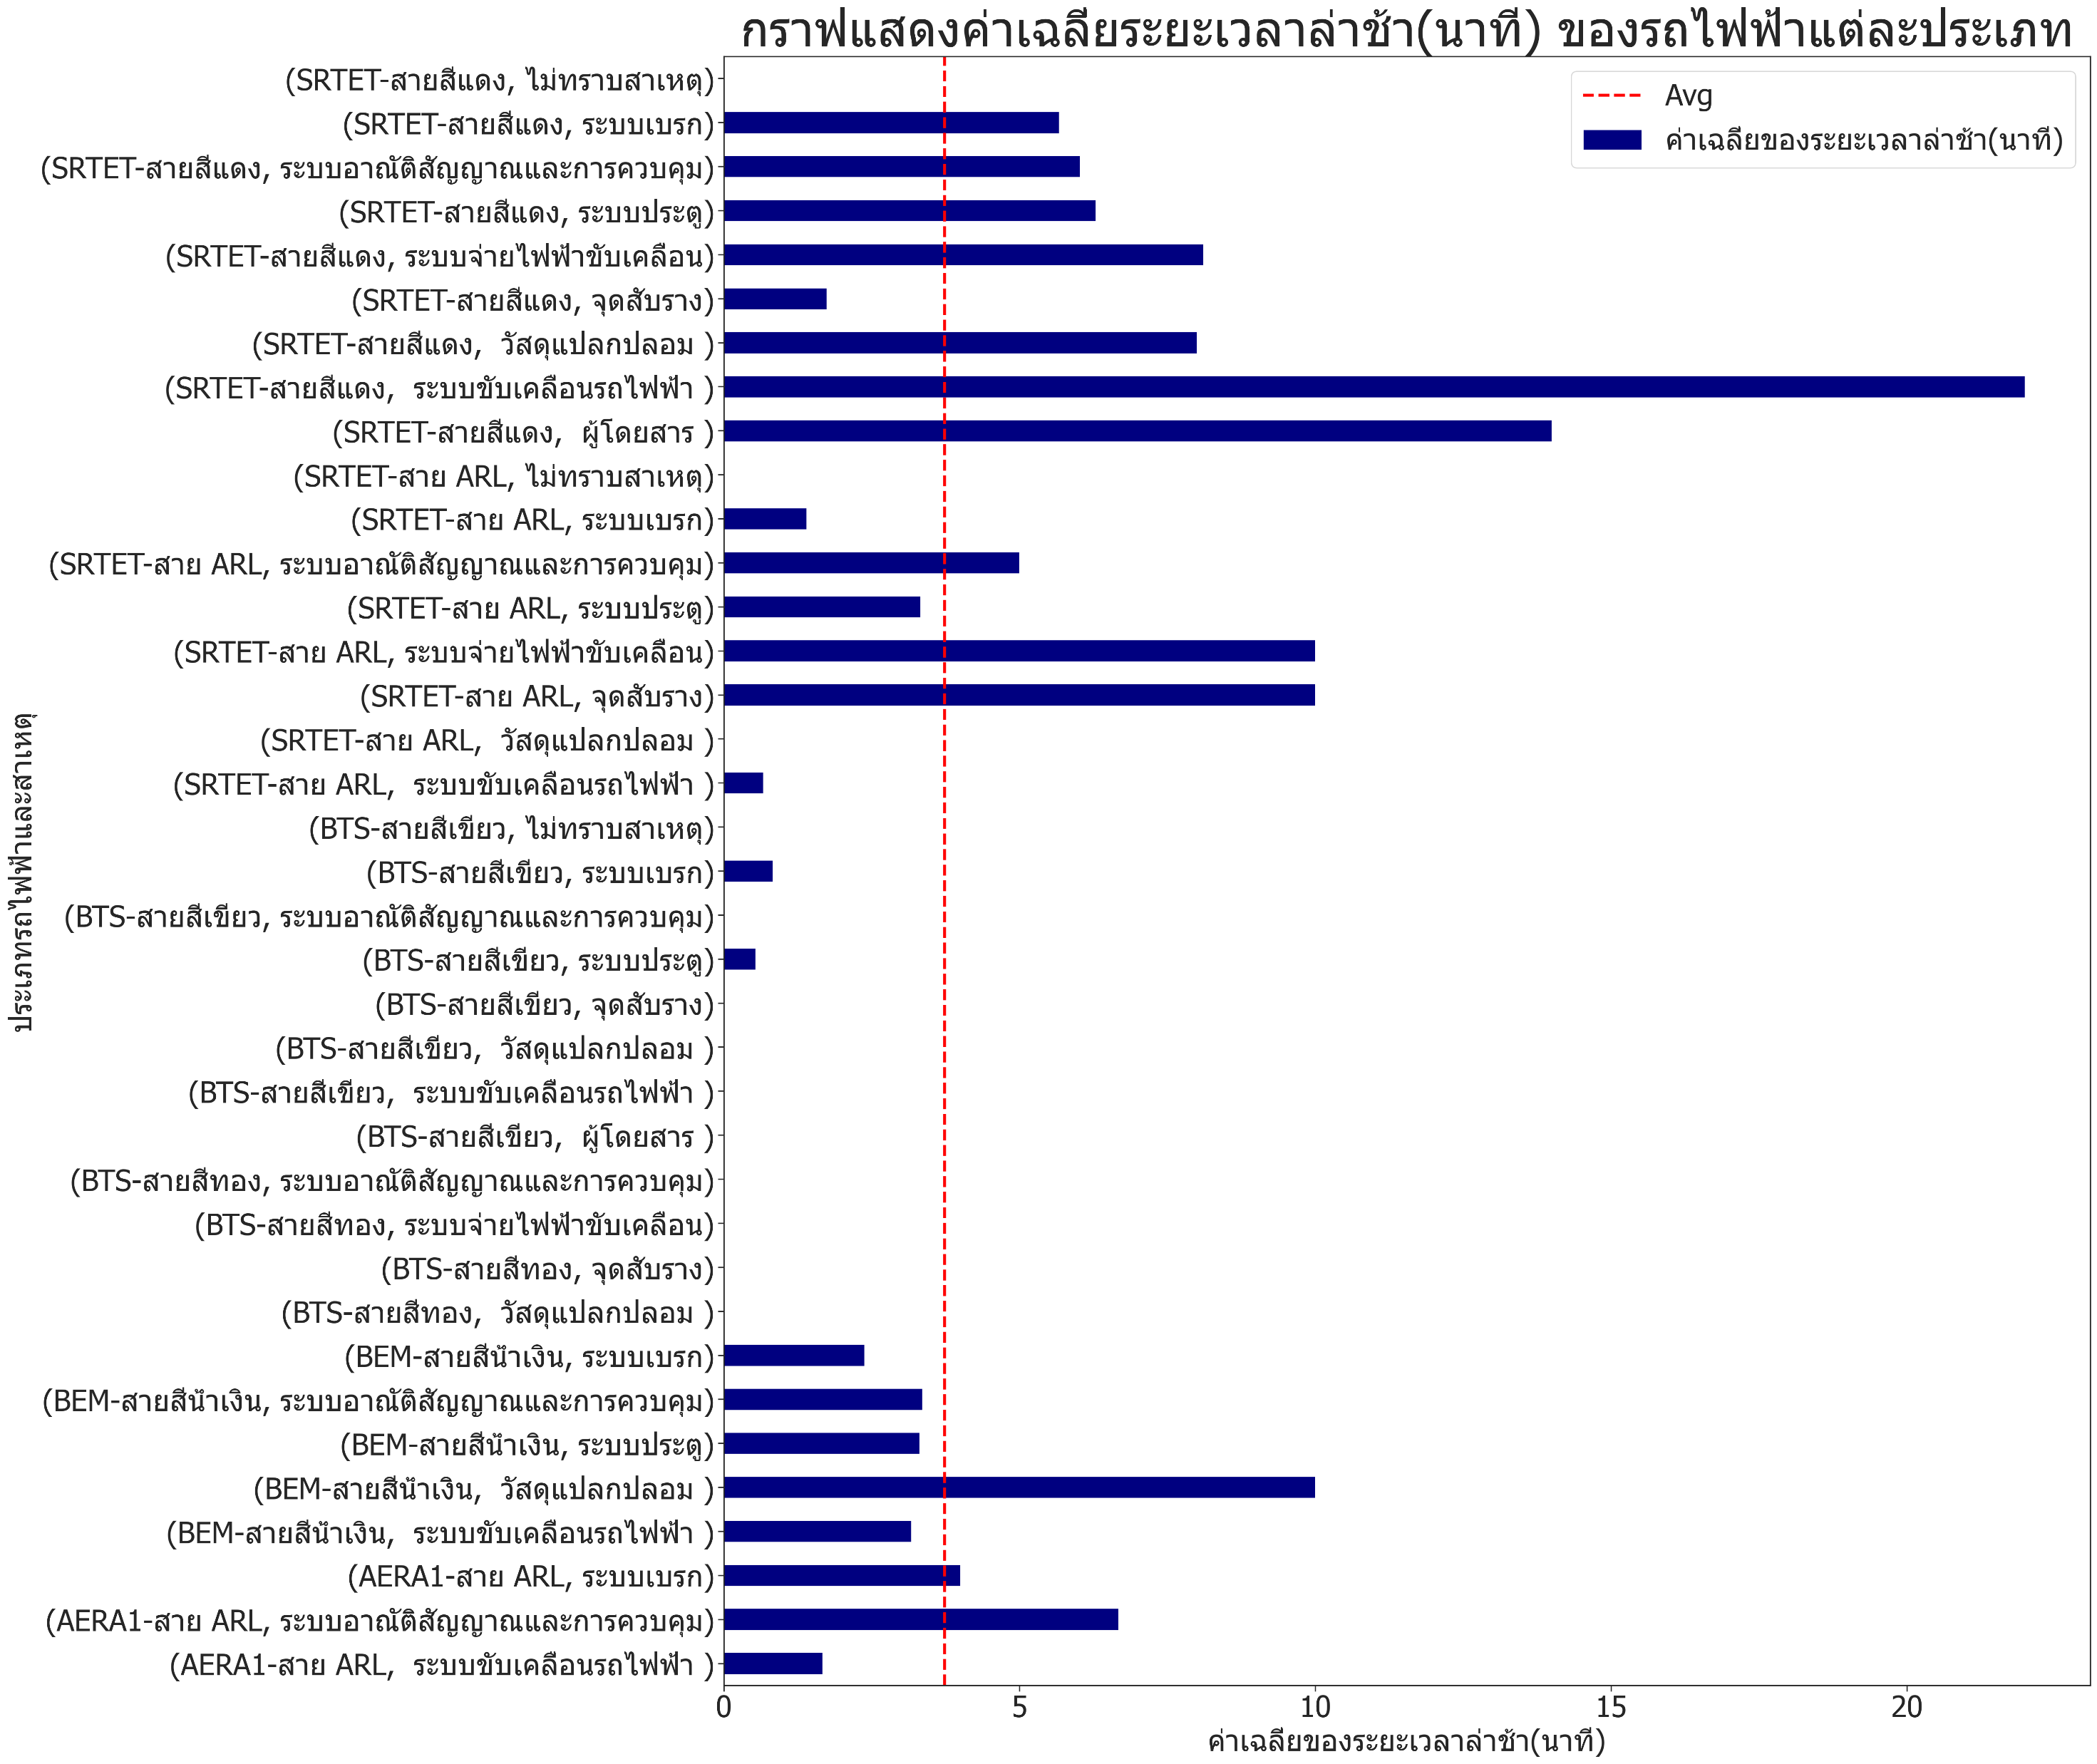 กราฟแสดงค่าเฉลี่ยระยะเวลาล่าช้า(นาที) ของรถไฟฟ้าแต่ละประเภท
Avg
ค่าเฉลี่ยของระยะเวลาล่าช้า(นาที)
(SRTET-สายสีแดง, ไม่ทราบสาเหตุ)
(SRTET-สายสีแดง, ระบบเบรก)
(SRTET-สายสีแดง, ระบบอาณัติสัญญาณและการควบคุม)
(SRTET-สายสีแดง, ระบบประตู)
(SRTET-สายสีแดง, ระบบจ่ายไฟฟ้าขับเคลื่อน)
(SRTET-สายสีแดง, จุดสับราง)
(SRTET-สายสีแดง,  วัสดุแปลกปลอม )
(SRTET-สายสีแดง,  ระบบขับเคลื่อนรถไฟฟ้า )
(SRTET-สายสีแดง,  ผู้โดยสาร )
(SRTET-สาย ARL, ไม่ทราบสาเหตุ)
(SRTET-สาย ARL, ระบบเบรก)
(SRTET-สาย ARL, ระบบอาณัติสัญญาณและการควบคุม)
(SRTET-สาย ARL, ระบบประตู)
(SRTET-สาย ARL, ระบบจ่ายไฟฟ้าขับเคลื่อน)
(SRTET-สาย ARL, จุดสับราง)
(SRTET-สาย ARL,  วัสดุแปลกปลอม )
(SRTET-สาย ARL,  ระบบขับเคลื่อนรถไฟฟ้า )
(BTS-สายสีเขียว, ไม่ทราบสาเหตุ)
(BTS-สายสีเขียว, ระบบเบรก)
(BTS-สายสีเขียว, ระบบอาณัติสัญญาณและการควบคุม)
(BTS-สายสีเขียว, ระบบประตู)
(BTS-สายสีเขียว, จุดสับราง)
(BTS-สายสีเขียว,  วัสดุแปลกปลอม )
(BTS-สายสีเขียว,  ระบบขับเคลื่อนรถไฟฟ้า )
(BTS-สายสีเขียว,  ผู้โดยสาร )
(BTS-สายสีทอง, ระบบอาณัติสัญญาณและการควบคุม)
(BTS-สายสีทอง, ระบบจ่ายไฟฟ้าขับเคลื่อน)
(BTS-สายสีทอง, จุดสับราง)
(BTS-สายสีทอง,  วัสดุแปลกปลอม )
(BEM-สายสีน้ำเงิน, ระบบเบรก)
(BEM-สายสีน้ำเงิน, ระบบอาณัติสัญญาณและการควบคุม)
(BEM-สายสีน้ำเงิน, ระบบประตู)
(BEM-สายสีน้ำเงิน,  วัสดุแปลกปลอม )
(BEM-สายสีน้ำเงิน,  ระบบขับเคลื่อนรถไฟฟ้า )
(AERA1-สาย ARL, ระบบเบรก)
(AERA1-สาย ARL, ระบบอาณัติสัญญาณและการควบคุม)
(AERA1-สาย ARL,  ระบบขับเคลื่อนรถไฟฟ้า )
ประเภทรถไฟฟ้าและสาเหตุ
0 5 10 15 20
ค่าเฉลี่ยของระยะเวลาล่าช้า(นาที)